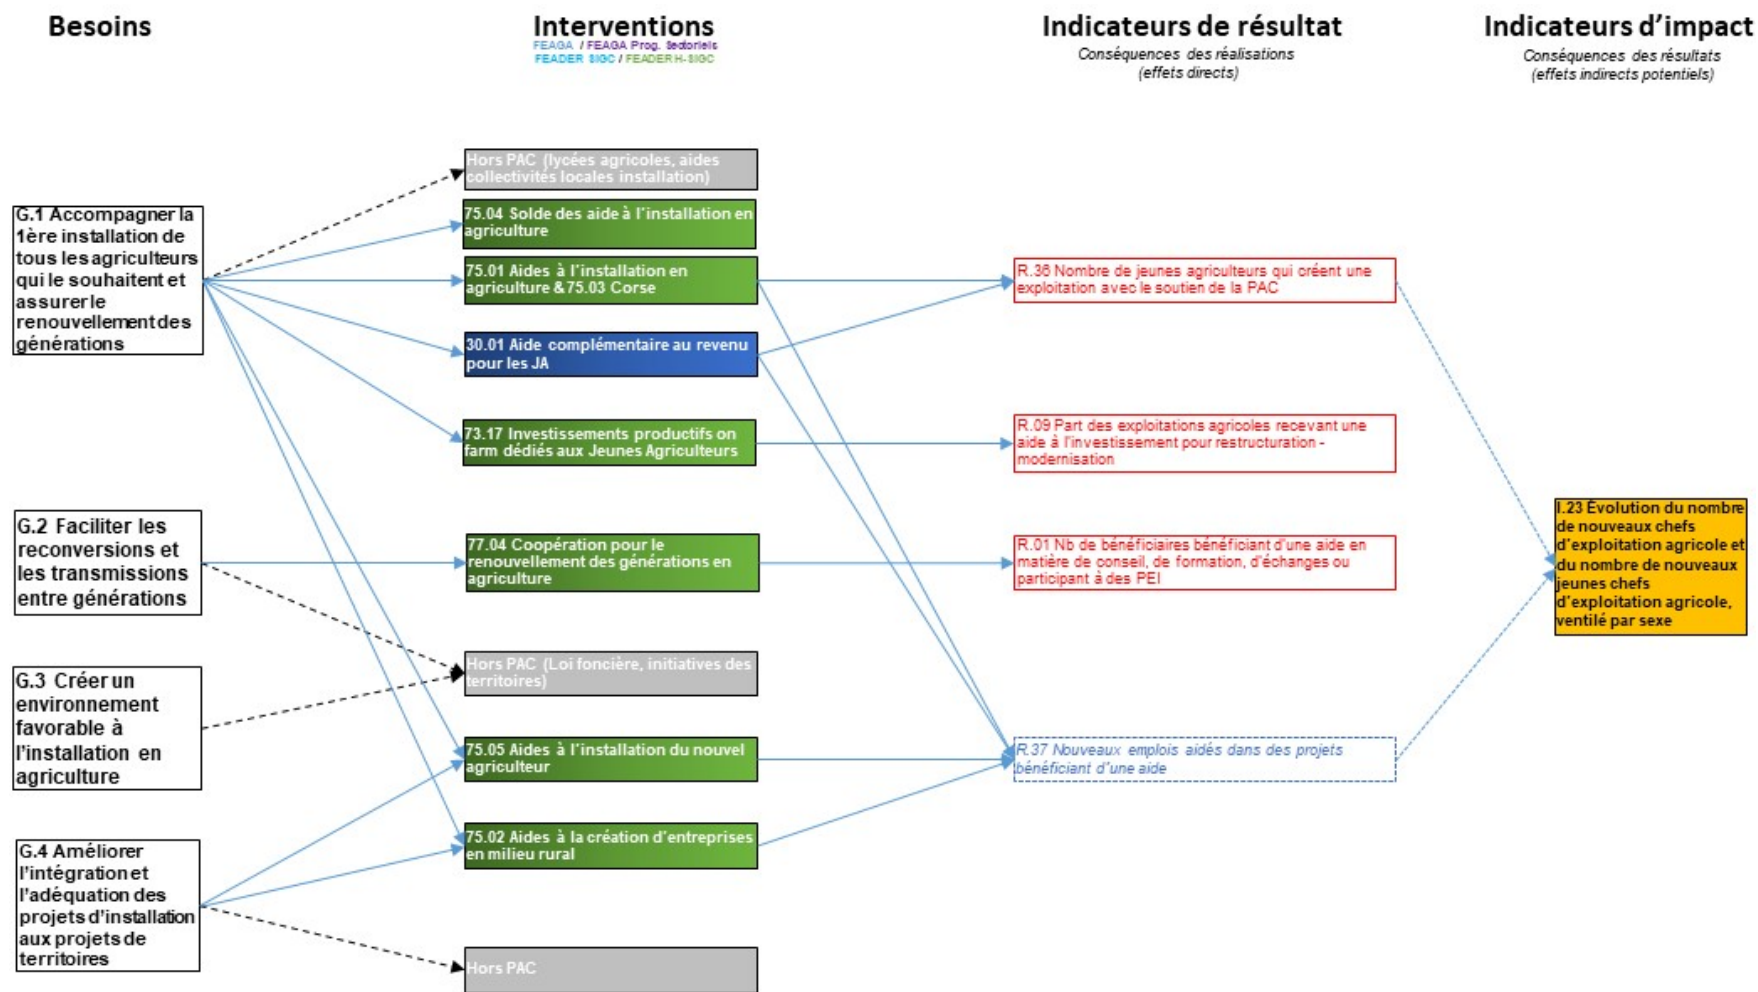 Besoins
Interventions
FEAGA / FEAGA Prog. Sectoriels
FEADER SIGC / FEADER H-SIGC
Indicateurs de résultat
Conséquences des réalisations
(effets directs)
Indicateurs d'impact
Conséquences des résultats
(effets indirects potentiels)
G.1 Accompagner la
1ère installation de
tous les agriculteurs
qui le souhaitent et
assurer le
renouvellement des
générations
G.2 Faciliter les
reconversions et
les transmissions
entre générations
G.3 Créer un
environnement
favorable à
l'installation en
agriculture
G.4 Améliorer
l'intégration et
l'adéquation des
projets d'installation
aux projets de
territoires
Hors PAC (lycées agricoles, aides
collectivités locales installation)
75.04 Solde des aide à l'installation en
agriculture
75.01 Aides à l'installation en
agriculture & 75.03 Corse
30.01 Aide complémentaire au revenu
pour les JA
73.17 Investissements productifs on
farm dédiés aux Jeunes Agriculteurs
77.04 Coopération pour le
renouvellement des générations en
agriculture
Hors PAC (Loi foncière, initiatives des
territoires)
75.05 Aides à l'installation du nouvel
agriculteur
75.02 Aides à la création d'entreprises
en milieu rural
Hors PAC
R.36 Nombre de jeunes agriculteurs qui créent une
exploitation avec le soutien de la PAC
R.09 Part des exploitations agricoles recevant une
aide à l'investissement pour restructuration -
modernisation
R.01 Nb de bénéficiaires bénéficiant d'une aide en
matière de conseil, de formation, d'échanges ou
participant à des PEI
R.37 Nouveaux emplois aidés dans des projets
bénéficiant d'une aide
I.23 Évolution du nombre
de nouveaux chefs
d'exploitation agricole et
du nombre de nouveaux
jeunes chefs
d'exploitation agricole,
ventilé par sexe